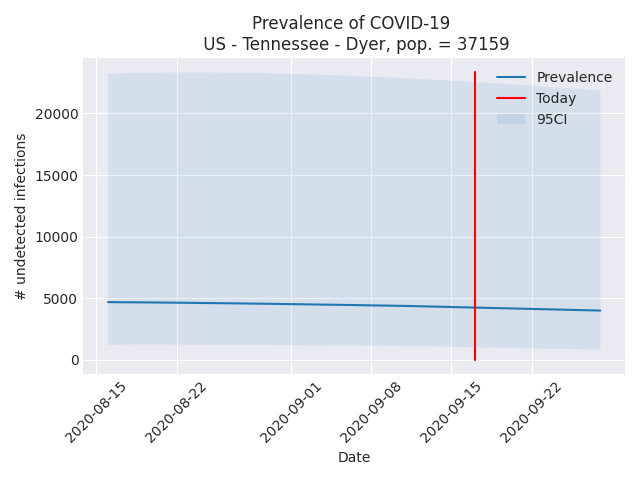 Prevalence of COVID-19
US - Tennessee - Dyer, pop. = 37159
Prevalence
Today
95CI
# undetected infections
20000
15000
10000
5000
0
2020-08-15
2020-08-22
2020-09-01
2020-09-08
2020-09-15
2020-09-22
Date